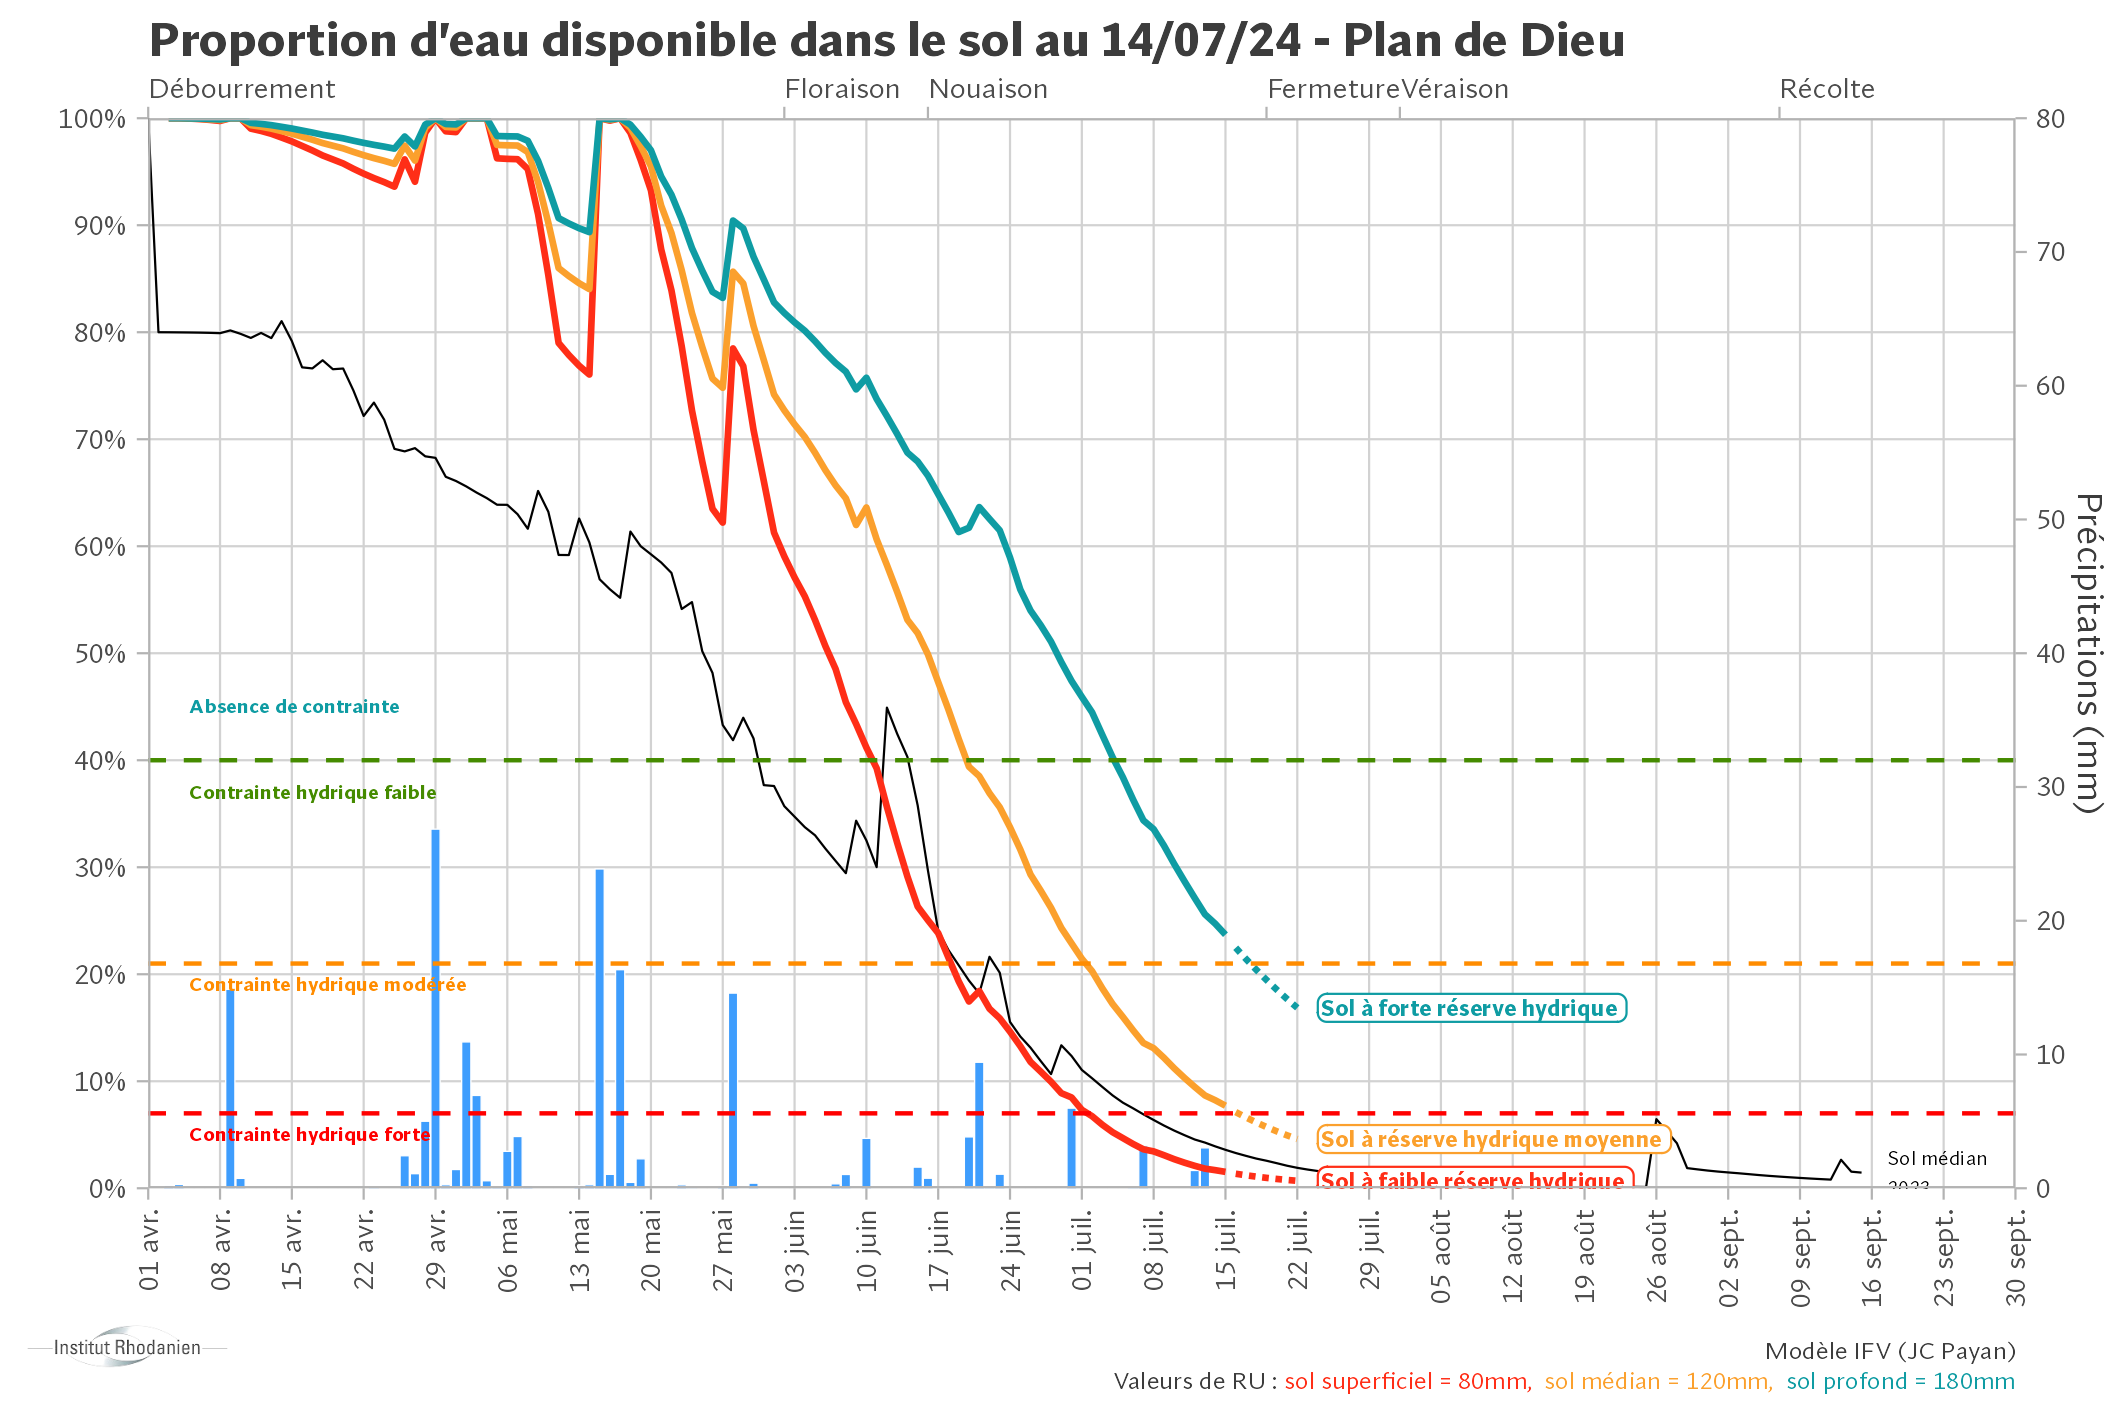 Proportion d'eau disponible dans le sol au 14/07/24 - Plan de Dieu
Débourrement Floraison Nouaison Fermeture Véraison Récolte
100%
90%
80%
70%
60%
50%
40%
30%
20%
10%
0%
80
70
60
50
40
30
20
10
0
Précipitations (mm)
Absence de contrainte
Contrainte hydrique faible
Contrainte hydrique modérée
Contrainte hydrique forte
Sol à forte réserve hydrique
Sol à réserve hydrique moyenne
Sol à faible réserve hydrique
Sol médian
2023
01 avr.
08 avr.
15 avr.
22 avr.
29 avr.
06 mai
13 mai
20 mai
27 mai
03 juin
10 juin
17 juin
24 juin
01 juil.
08 juil.
15 juil.
22 juil.
29 juil.
05 août
12 août
19 août
26 août
02 sept.
09 sept.
16 sept.
23 sept.
30 sept.
Institut Rhodanien
Modèle IFV (JC Payan)
Valeurs de RU : sol superficiel = 80mm, sol médian = 120mm, sol profond = 180mm